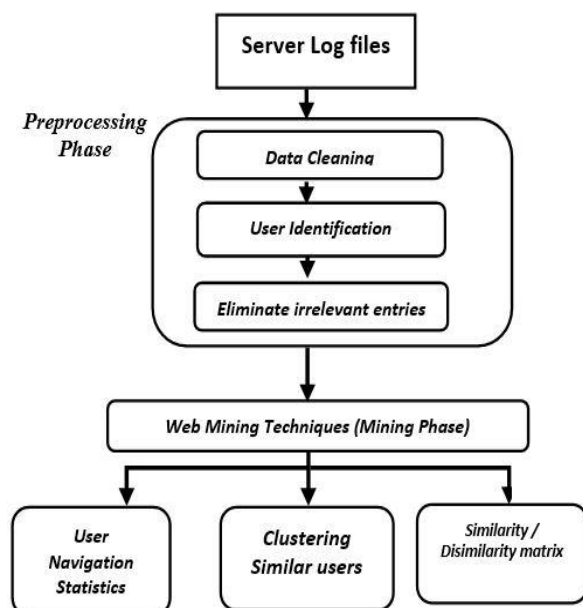 Server Log files
Preprocessing
Phase
Data Cleaning
User Identification
Eliminate irrelevant entries
Web Mining Techniques (Mining Phase)
User
Navigation
Statistics
Clustering
Similar users
Similarity /
Disimilarity matrix